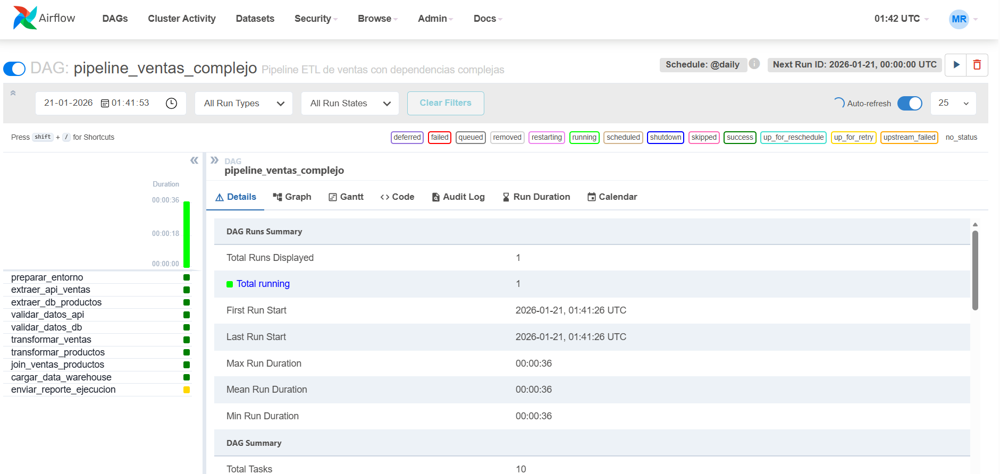 Airflow
DAGs Cluster Activity Datasets Security Browse Admin Docs 01:42 UTC MR
DAG: pipeline_ventas_complejo Pipeline ETL de ventas con dependencias complejas
Schedule: @daily i Next Run ID: 2026-01-21, 00:00:00 UTC
21-01-2026 01:41:53 All Run Types All Run States Clear Filters Auto-refresh 25
Press shift + / for Shortcuts
deferred failed queued removed restarting running scheduled shutdown skipped success up_for_reschedule up_for_retry upstream_failed no_status
Duration
00:00:36
00:00:18
00:00:00
preparar_entorno
extraer_api_ventas
extraer_db_productos
validar_datos_api
validar_datos_db
transformar_ventas
transformar_productos
join_ventas_productos
cargar_data_warehouse
enviar_reporte_ejecucion
DAG
pipeline_ventas_complejo
Details Graph Gantt Code Audit Log Run Duration Calendar
DAG Runs Summary
Total Runs Displayed 1
Total running 1
First Run Start 2026-01-21, 01:41:26 UTC
Last Run Start 2026-01-21, 01:41:26 UTC
Max Run Duration 00:00:36
Mean Run Duration 00:00:36
Min Run Duration 00:00:36
DAG Summary
Total Tasks 10